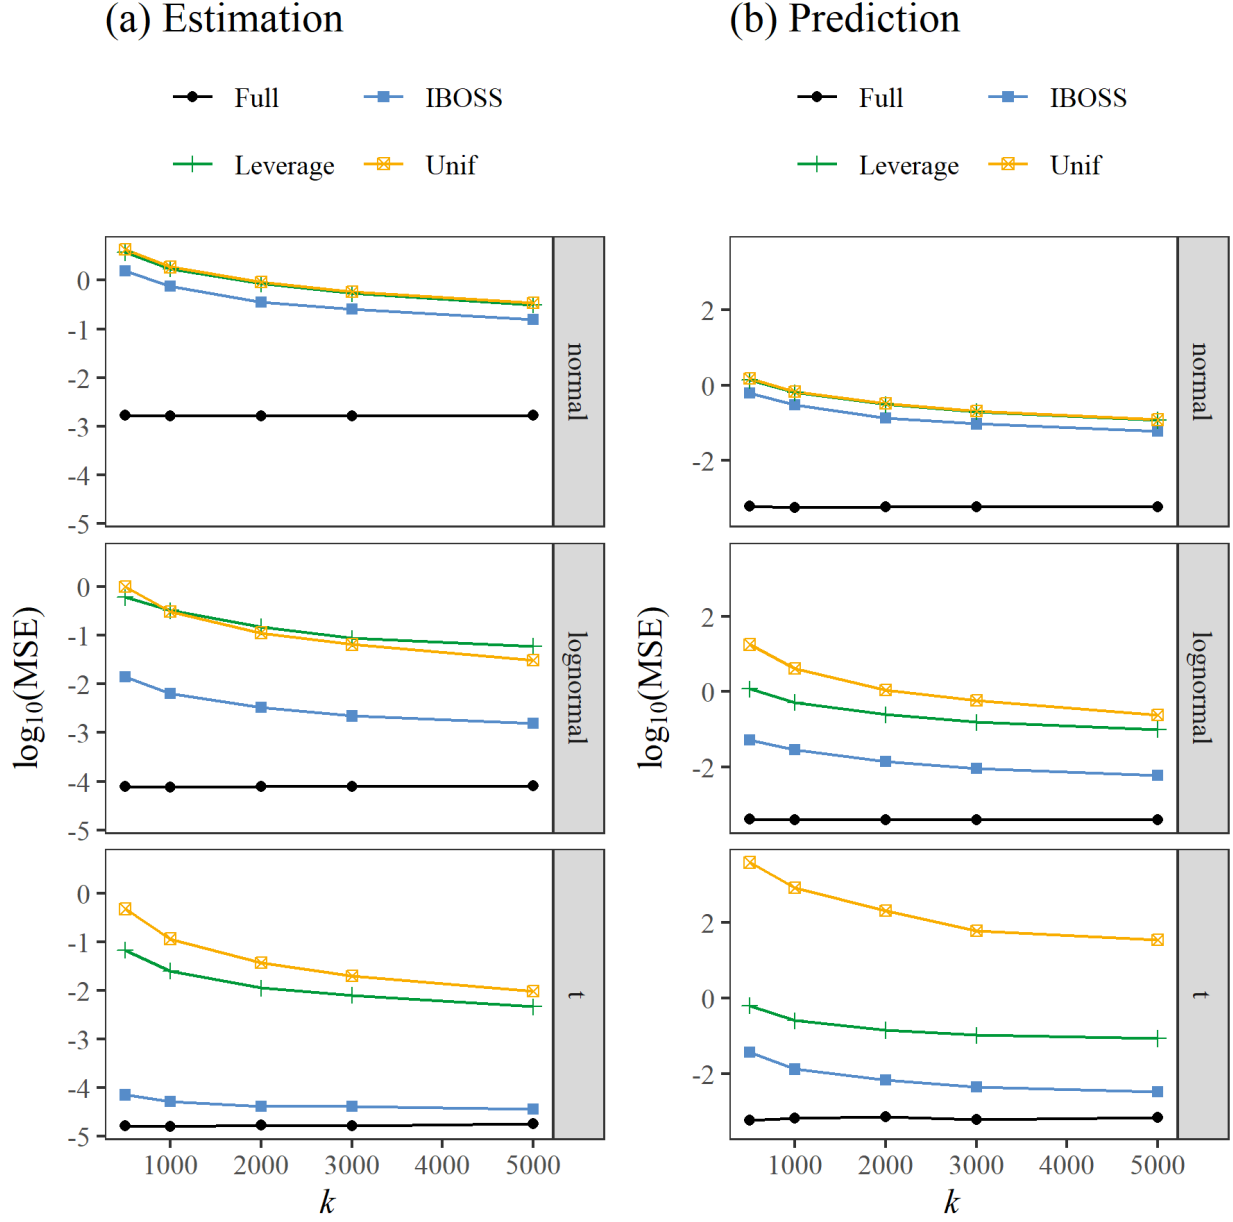 (a) Estimation
Full
IBOSS
Leverage
Unif
0
-1
-2
-3
-4
-5
normal
0
-1
-2
-3
-4
-5
lognormal
0
-1
-2
-3
-4
-5
t
log10(MSE)
1000 2000 3000 4000 5000
k
(b) Prediction
Full
IBOSS
Leverage
Unif
2
0
-2
normal
2
0
-2
lognormal
2
0
-2
t
log10(MSE)
1000 2000 3000 4000 5000
k